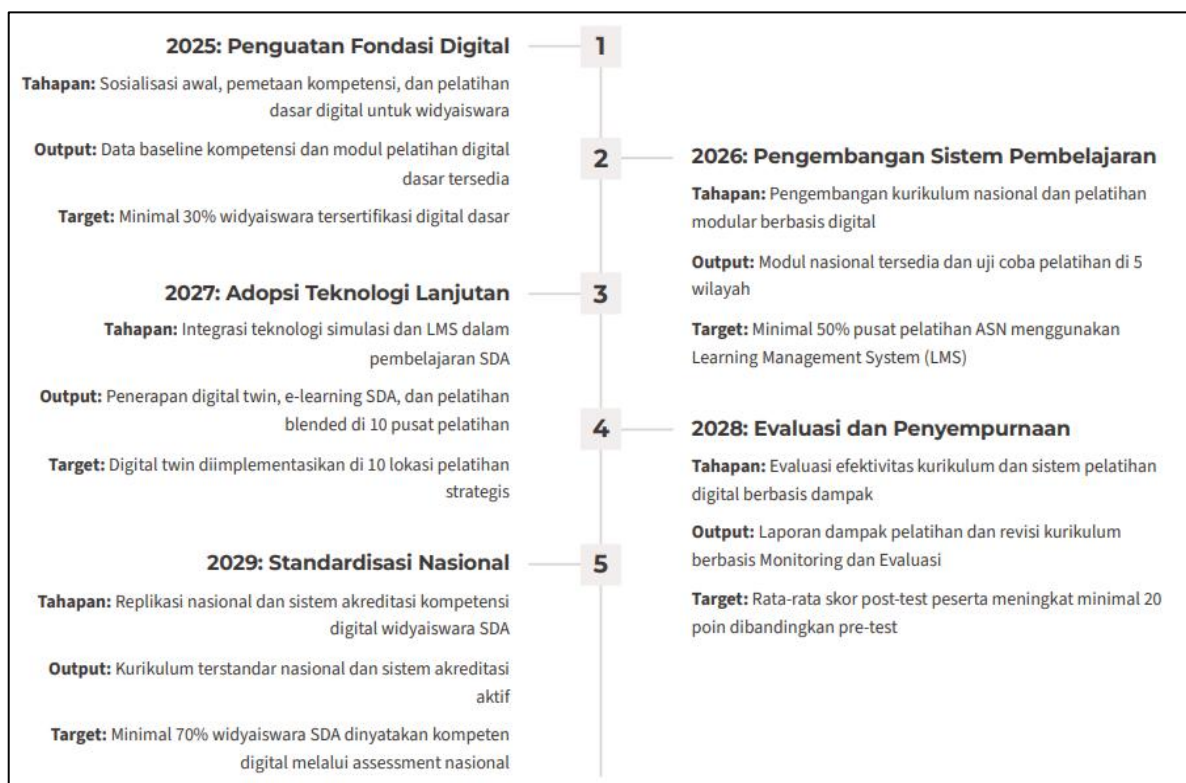 2025: Penguatan Fondasi Digital
1
Tahapan: Sosialisasi awal, pemetaan kompetensi, dan pelatihan
dasar digital untuk widyaiswara
Output: Data baseline kompetensi dan modul pelatihan digital
dasar tersedia
Target: Minimal 30% widyaiswara tersertifikasi digital dasar
2
2026: Pengembangan Sistem Pembelajaran
Tahapan: Pengembangan kurikulum nasional dan pelatihan
modular berbasis digital
Output: Modul nasional tersedia dan uji coba pelatihan di 5
wilayah
Target: Minimal 50% pusat pelatihan ASN menggunakan
Learning Management System (LMS)
2027: Adopsi Teknologi Lanjutan
3
Tahapan: Integrasi teknologi simulasi dan LMS dalam
pembelajaran SDA
Output: Penerapan digital twin, e-learning SDA, dan pelatihan
blended di 10 pusat pelatihan
Target: Digital twin diimplementasikan di 10 lokasi pelatihan
strategis
4
2028: Evaluasi dan Penyempurnaan
Tahapan: Evaluasi efektivitas kurikulum dan sistem pelatihan
digital berbasis dampak
Output: Laporan dampak pelatihan dan revisi kurikulum
berbasis Monitoring dan Evaluasi
Target: Rata-rata skor post-test peserta meningkat minimal 20
poin dibandingkan pre-test
2029: Standardisasi Nasional
5
Tahapan: Replikasi nasional dan sistem akreditasi kompetensi
digital widyaiswara SDA
Output: Kurikulum terstandar nasional dan sistem akreditasi
aktif
Target: Minimal 70% widyaiswara SDA dinyatakan kompeten
digital melalui assessment nasional